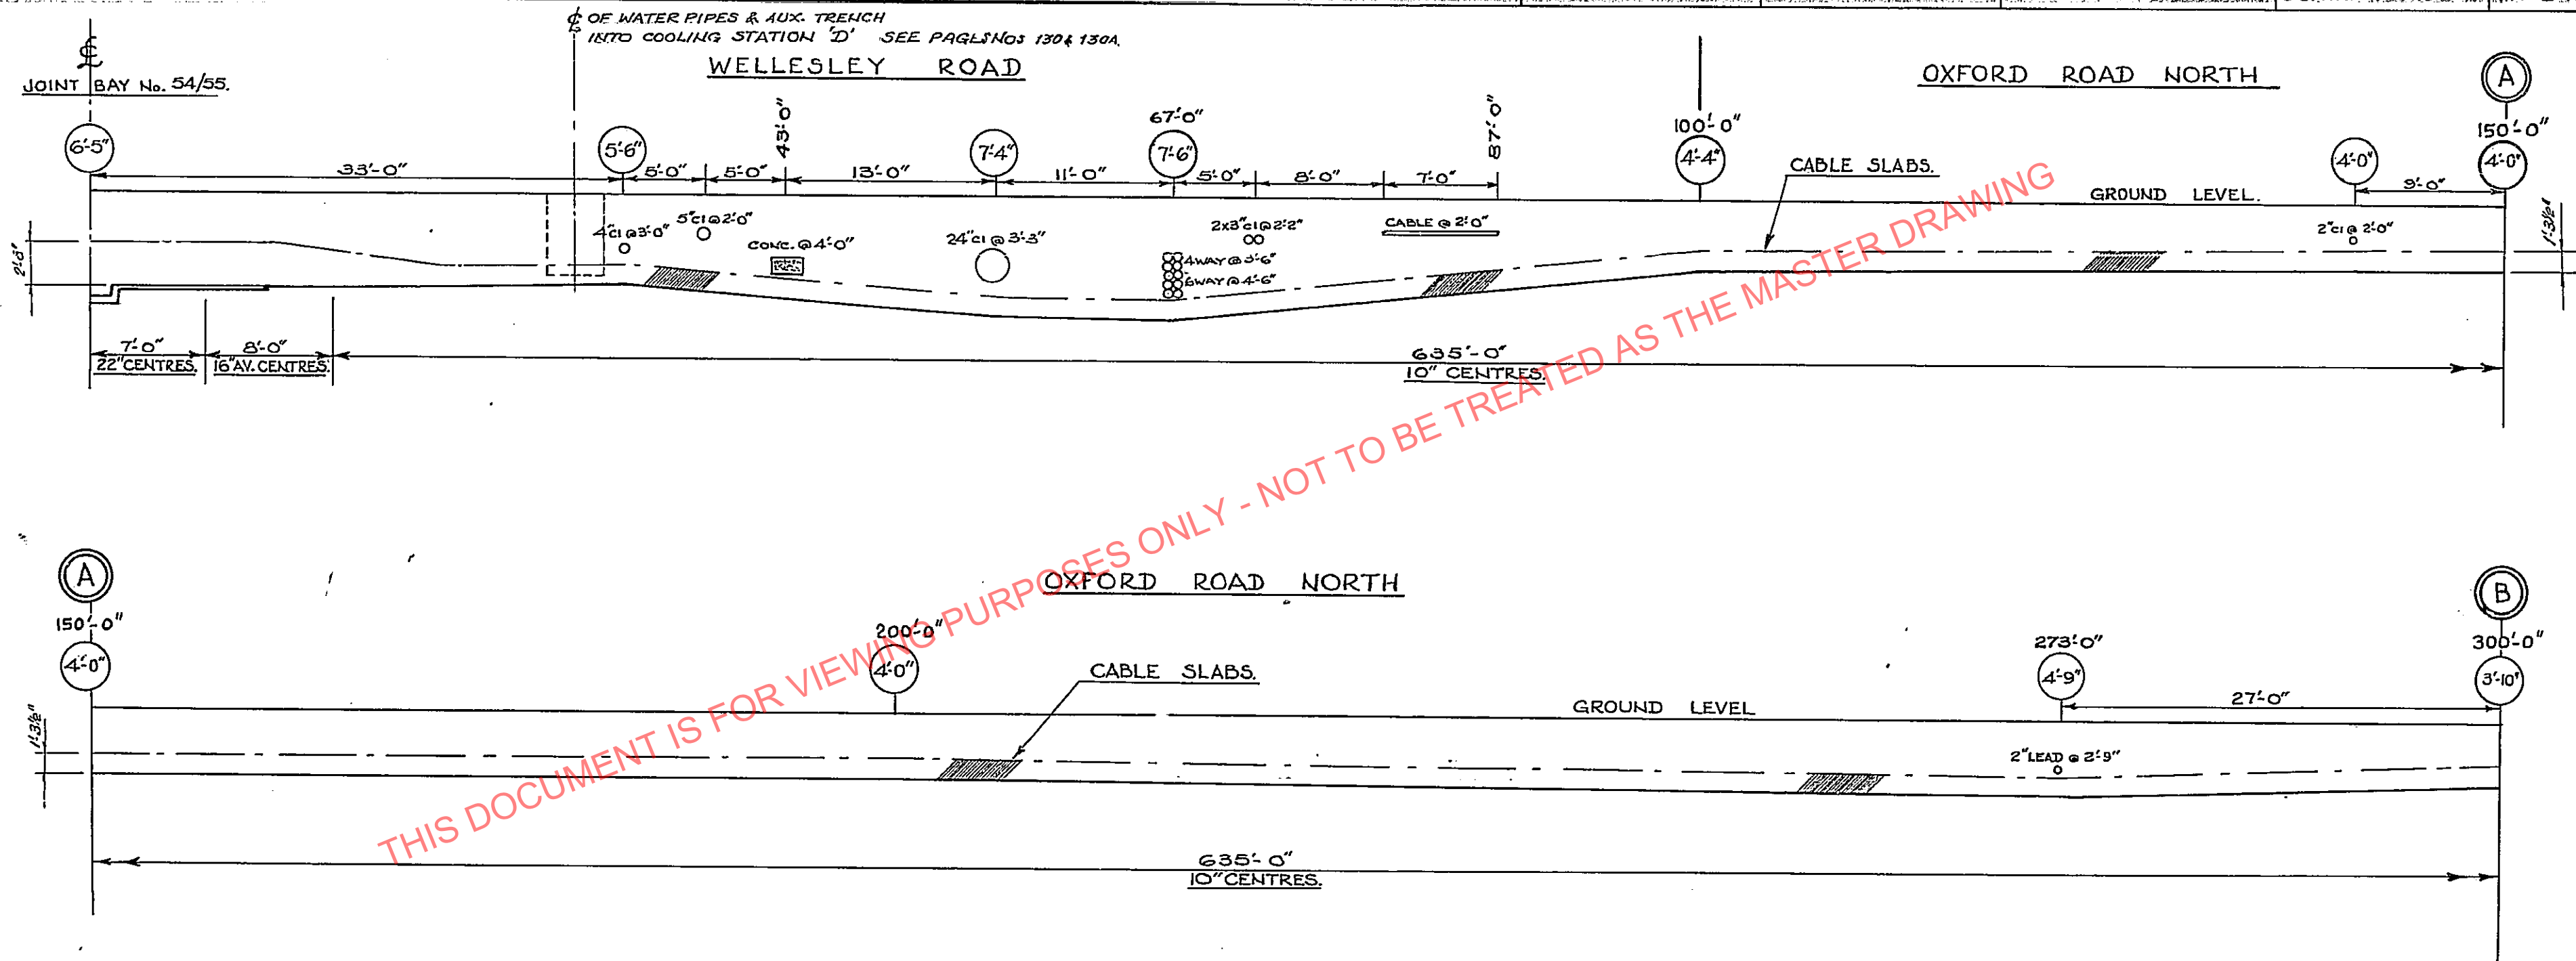 ℄ OF WATER PIPES & AUX. TRENCH
INTO COOLING STATION 'D' SEE PAGES NOS 130 & 130A.
℄
JOINT BAY No. 54/55.
WELLESLEY ROAD
OXFORD ROAD NORTH
A
6'-5"
33'-0"
5'-6"
5'-0"
5'-0"
43'-0"
13'-0"
7'-4"
11'-0"
67'-0"
7'-6"
5'-0"
8'-0"
7'-0"
87'-0"
100'-0"
4'-4"
CABLE SLABS.
GROUND LEVEL.
4'-0"
9'-0"
150'-0"
4'-0"
2'-8"
4"CI @ 3'-0"
5"CI @ 2'-0"
CONC. @ 4'-0"
24"CI @ 3'-3"
4WAY @ 3'-6"
6WAY @ 4'-6"
2x3"CI @ 2'-2"
CABLE @ 2'-0"
2"CI @ 2'-0"
1'-3½"
7'-0"
22" CENTRES.
8'-0"
16" AV. CENTRES.
635'-0"
10" CENTRES.
THIS DOCUMENT IS FOR VIEWING PURPOSES ONLY - NOT TO BE TREATED AS THE MASTER DRAWING
A
150'-0"
4'-0"
OXFORD ROAD NORTH
200'-0"
4'-0"
CABLE SLABS.
GROUND LEVEL
273'-0"
4'-9"
27'-0"
B
300'-0"
3'-10"
1'-3½"
2"LEAD @ 2'-9"
635'-0"
10" CENTRES.